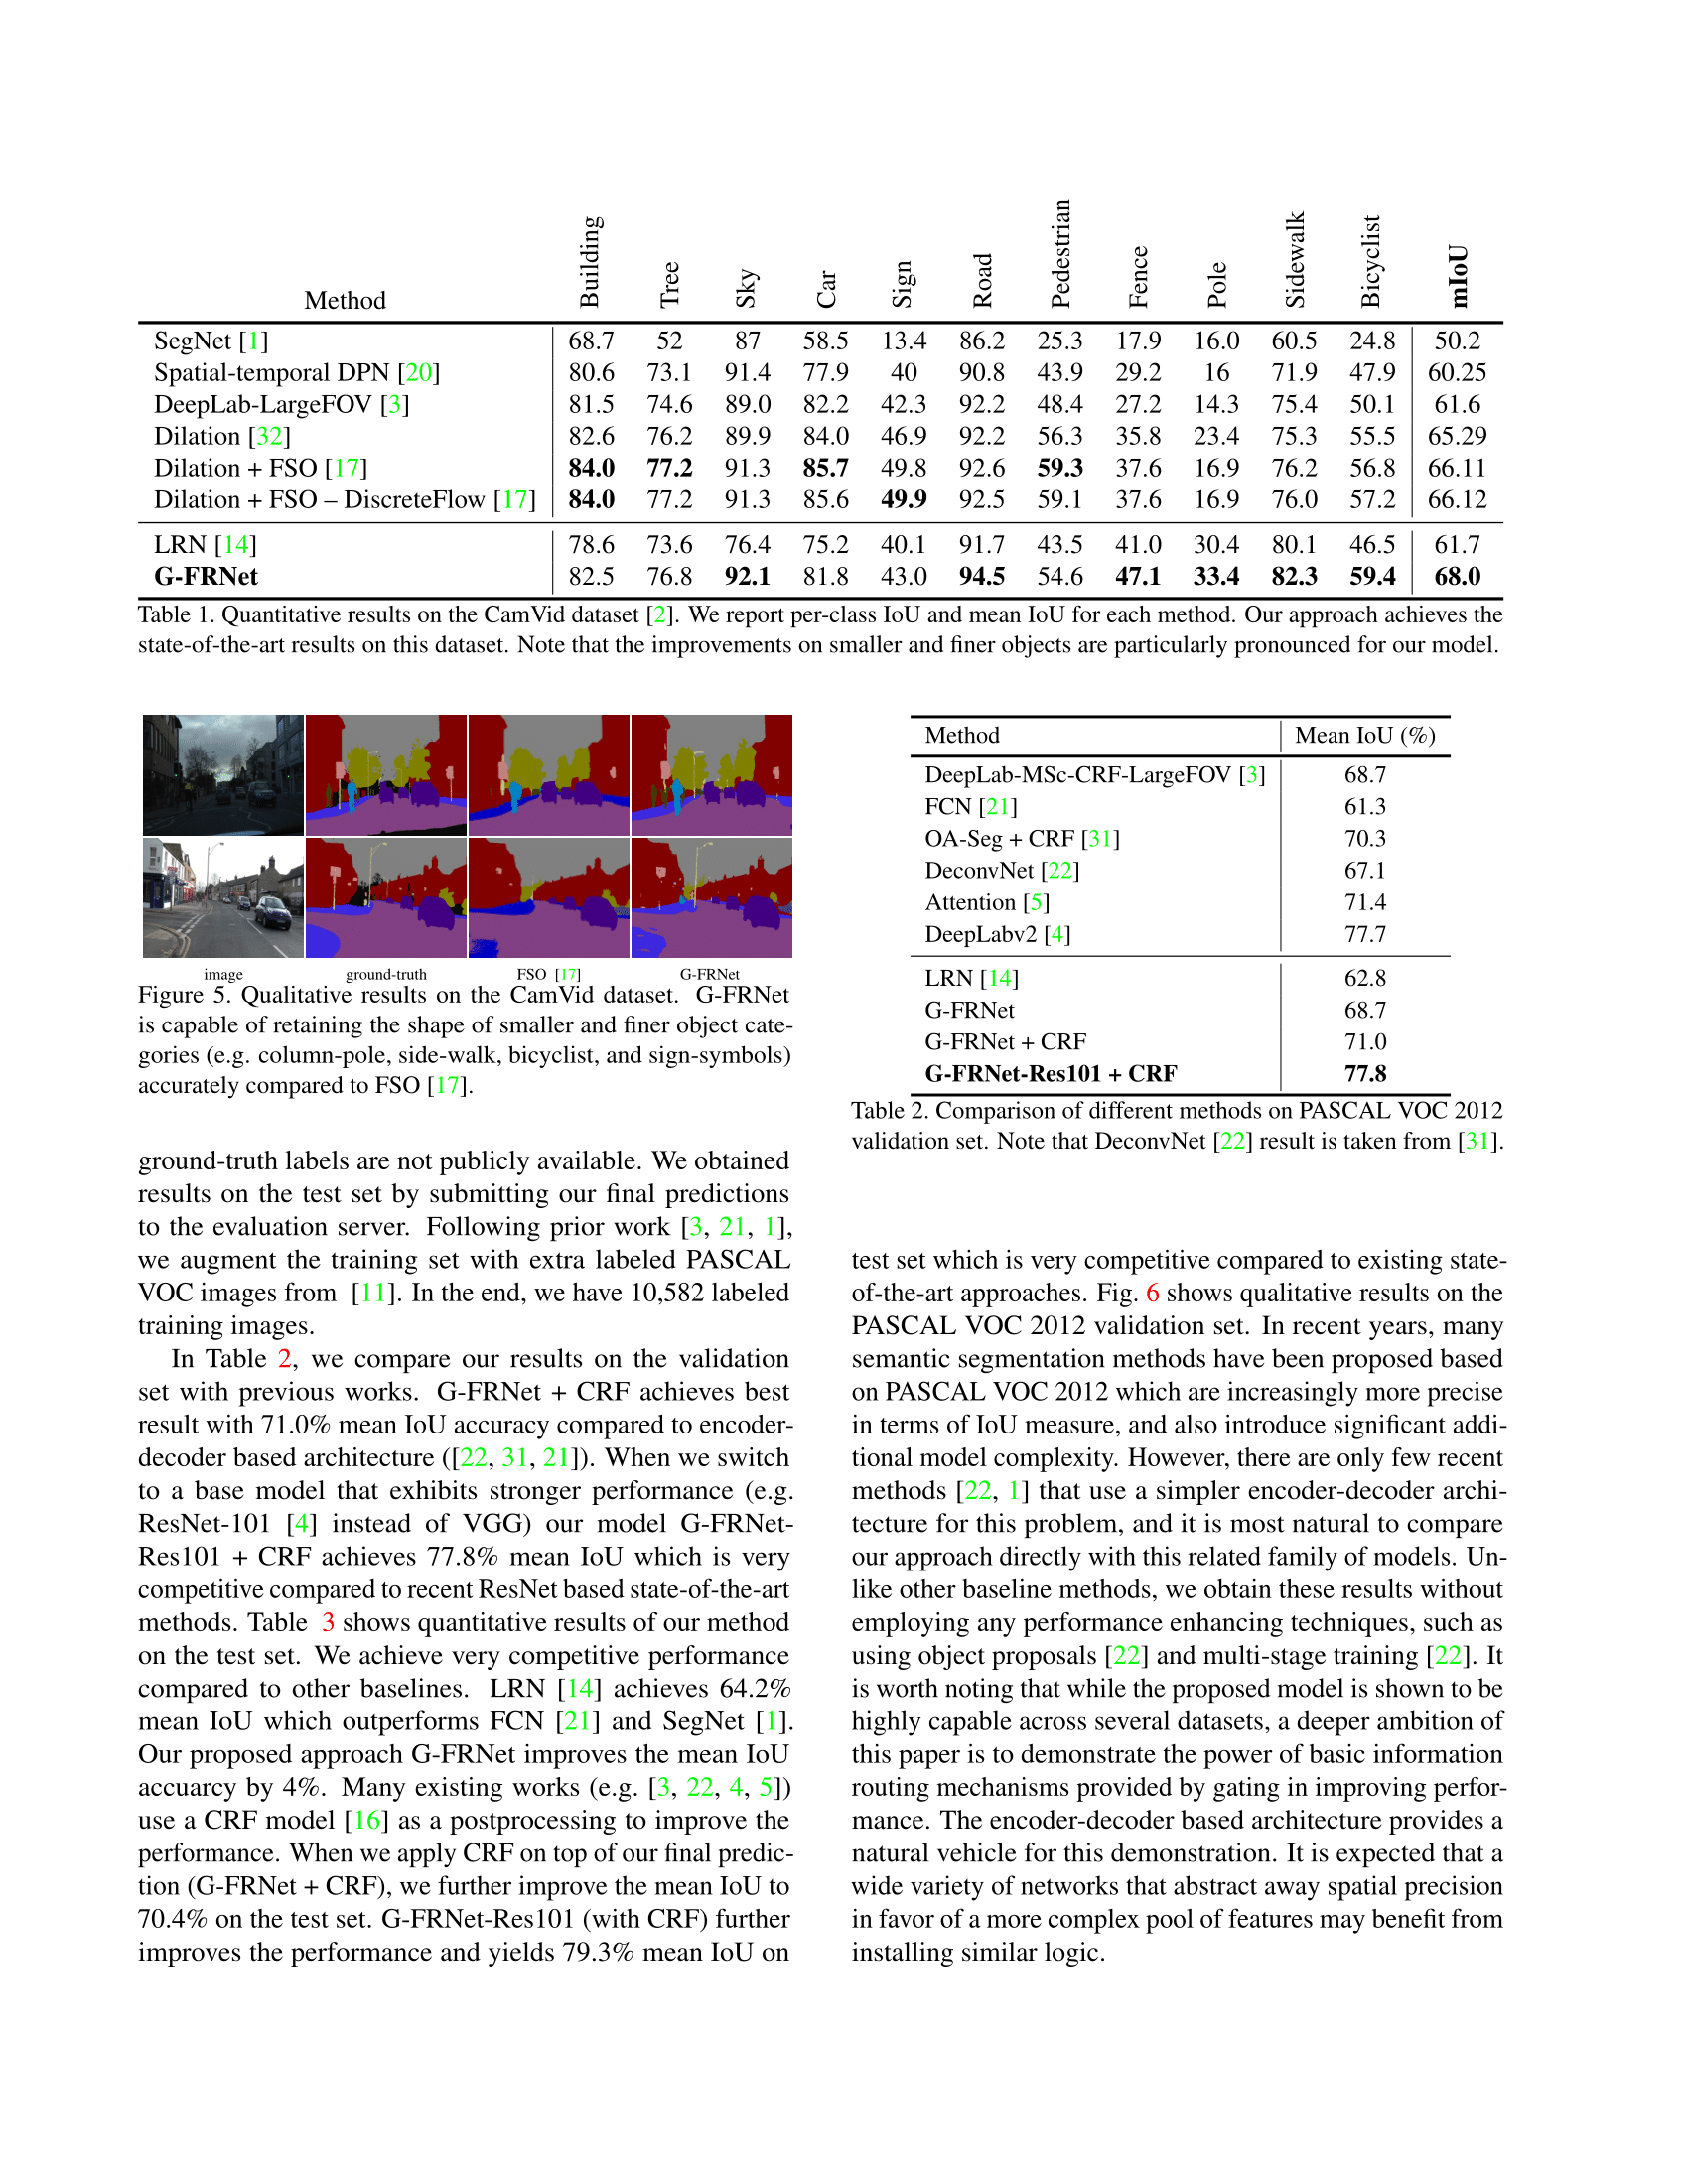 Method Building Tree Sky Car Sign Road Pedestrian Fence Pole Sidewalk Bicyclist mIoU
SegNet [1] 68.7 52 87 58.5 13.4 86.2 25.3 17.9 16.0 60.5 24.8 50.2
Spatial-temporal DPN [20] 80.6 73.1 91.4 77.9 40 90.8 43.9 29.2 16 71.9 47.9 60.25
DeepLab-LargeFOV [3] 81.5 74.6 89.0 82.2 42.3 92.2 48.4 27.2 14.3 75.4 50.1 61.6
Dilation [32] 82.6 76.2 89.9 84.0 46.9 92.2 56.3 35.8 23.4 75.3 55.5 65.29
Dilation + FSO [17] 84.0 77.2 91.3 85.7 49.8 92.6 59.3 37.6 16.9 76.2 56.8 66.11
Dilation + FSO – DiscreteFlow [17] 84.0 77.2 91.3 85.6 49.9 92.5 59.1 37.6 16.9 76.0 57.2 66.12
LRN [14] 78.6 73.6 76.4 75.2 40.1 91.7 43.5 41.0 30.4 80.1 46.5 61.7
G-FRNet 82.5 76.8 92.1 81.8 43.0 94.5 54.6 47.1 33.4 82.3 59.4 68.0
Table 1. Quantitative results on the CamVid dataset [2]. We report per-class IoU and mean IoU for each method. Our approach achieves the
state-of-the-art results on this dataset. Note that the improvements on smaller and finer objects are particularly pronounced for our model.
image ground-truth FSO [17] G-FRNet
Figure 5. Qualitative results on the CamVid dataset. G-FRNet
is capable of retaining the shape of smaller and finer object cate-
gories (e.g. column-pole, side-walk, bicyclist, and sign-symbols)
accurately compared to FSO [17].
ground-truth labels are not publicly available. We obtained
results on the test set by submitting our final predictions
to the evaluation server. Following prior work [3, 21, 1],
we augment the training set with extra labeled PASCAL
VOC images from [11]. In the end, we have 10,582 labeled
training images.
In Table 2, we compare our results on the validation
set with previous works. G-FRNet + CRF achieves best
result with 71.0% mean IoU accuracy compared to encoder-
decoder based architecture ([22, 31, 21]). When we switch
to a base model that exhibits stronger performance (e.g.
ResNet-101 [4] instead of VGG) our model G-FRNet-
Res101 + CRF achieves 77.8% mean IoU which is very
competitive compared to recent ResNet based state-of-the-art
methods. Table 3 shows quantitative results of our method
on the test set. We achieve very competitive performance
compared to other baselines. LRN [14] achieves 64.2%
mean IoU which outperforms FCN [21] and SegNet [1].
Our proposed approach G-FRNet improves the mean IoU
accuarcy by 4%. Many existing works (e.g. [3, 22, 4, 5])
use a CRF model [16] as a postprocessing to improve the
performance. When we apply CRF on top of our final predic-
tion (G-FRNet + CRF), we further improve the mean IoU to
70.4% on the test set. G-FRNet-Res101 (with CRF) further
improves the performance and yields 79.3% mean IoU on
Method Mean IoU (%)
DeepLab-MSc-CRF-LargeFOV [3] 68.7
FCN [21] 61.3
OA-Seg + CRF [31] 70.3
DeconvNet [22] 67.1
Attention [5] 71.4
DeepLabv2 [4] 77.7
LRN [14] 62.8
G-FRNet 68.7
G-FRNet + CRF 71.0
G-FRNet-Res101 + CRF 77.8
Table 2. Comparison of different methods on PASCAL VOC 2012
validation set. Note that DeconvNet [22] result is taken from [31].
test set which is very competitive compared to existing state-
of-the-art approaches. Fig. 6 shows qualitative results on the
PASCAL VOC 2012 validation set. In recent years, many
semantic segmentation methods have been proposed based
on PASCAL VOC 2012 which are increasingly more precise
in terms of IoU measure, and also introduce significant addi-
tional model complexity. However, there are only few recent
methods [22, 1] that use a simpler encoder-decoder archi-
tecture for this problem, and it is most natural to compare
our approach directly with this related family of models. Un-
like other baseline methods, we obtain these results without
employing any performance enhancing techniques, such as
using object proposals [22] and multi-stage training [22]. It
is worth noting that while the proposed model is shown to be
highly capable across several datasets, a deeper ambition of
this paper is to demonstrate the power of basic information
routing mechanisms provided by gating in improving perfor-
mance. The encoder-decoder based architecture provides a
natural vehicle for this demonstration. It is expected that a
wide variety of networks that abstract away spatial precision
in favor of a more complex pool of features may benefit from
installing similar logic.